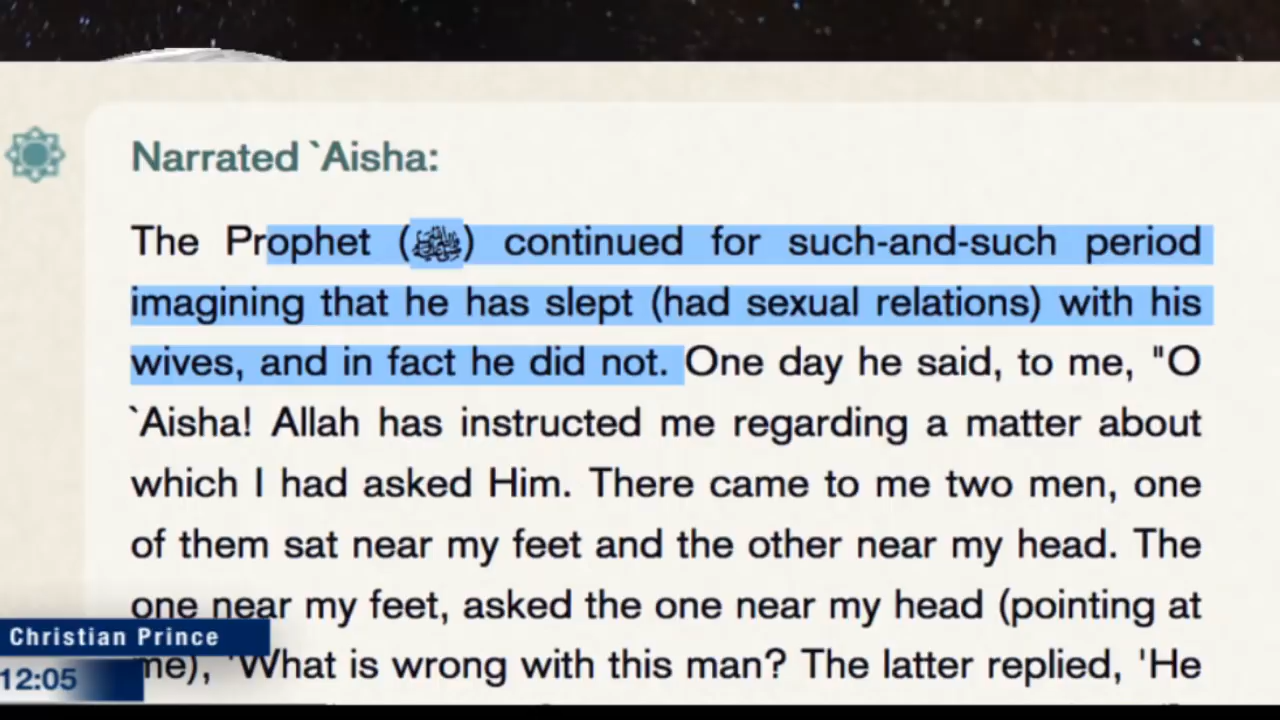 Narrated `Aisha:
The Prophet (ﷺ) continued for such-and-such period
imagining that he has slept (had sexual relations) with his
wives, and in fact he did not. One day he said, to me, "O
`Aisha! Allah has instructed me regarding a matter about
which I had asked Him. There came to me two men, one
of them sat near my feet and the other near my head. The
one near my feet, asked the one near my head (pointing at
me), 'What is wrong with this man? The latter replied, 'He
Christian Prince
12:05